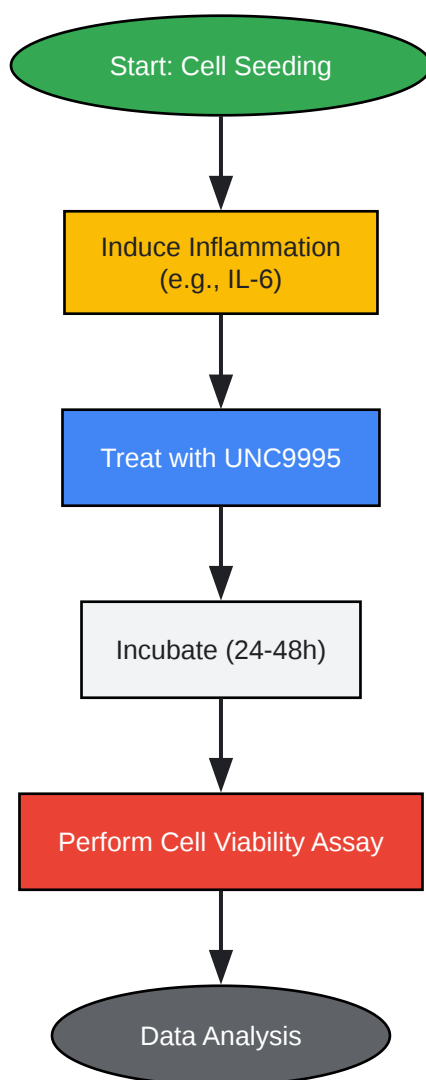 Start: Cell Seeding
Induce Inflammation
(e.g., IL-6)
Treat with UNC9995
Incubate (24-48h)
Perform Cell Viability Assay
Data Analysis